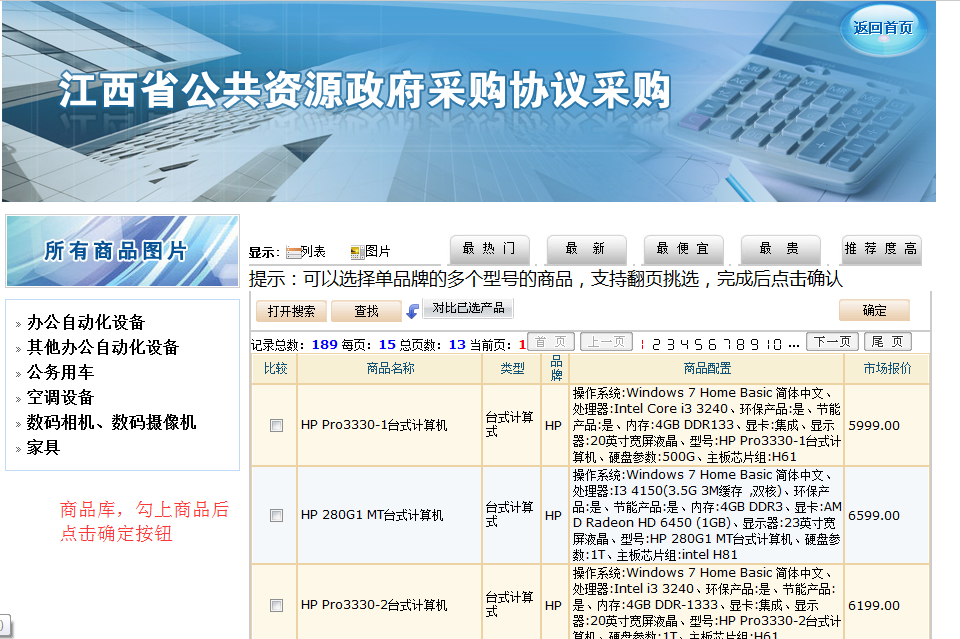 返回首页
江西省公共资源政府采购协议采购
所有商品图片
显示： 列表 图片 最热门 最新 最便宜 最贵 推荐度高
提示：可以选择单品牌的多个型号的商品，支持翻页挑选，完成后点击确认
打开搜索 查找 对比已选产品 确定
记录总数：189 每页：15 总页数：13 当前页：1 首页 上一页 1 2 3 4 5 6 7 8 9 10 ... 下一页 尾页
» 办公自动化设备
» 其他办公自动化设备
» 公务用车
» 空调设备
» 数码相机、数码摄像机
» 家具
商品库，勾上商品后
点击确定按钮
比较 商品名称 类型 品牌 商品配置 市场报价
HP Pro3330-1台式计算机
台式计算
式
HP
操作系统:Windows 7 Home Basic 简体中文、
处理器:Intel Core i3 3240、环保产品:是、节能
产品:是、内存:4GB DDR133、显卡:集成、显示
器:20英寸宽屏液晶、型号:HP Pro3330-1台式计
算机、硬盘参数:500G、主板芯片组:H61
5999.00
HP 280G1 MT台式计算机
台式计算
式
HP
操作系统:Windows 7 Home Basic 简体中文、
处理器:I3 4150(3.5G 3M缓存 ,双核)、环保产
品:是、节能产品:是、内存:4GB DDR3、显卡:AM
D Radeon HD 6450 (1GB)、显示器:23英寸宽
屏液晶、型号:HP 280G1 MT台式计算机、硬盘参
数:1T、主板芯片组:intel H81
6599.00
HP Pro3330-2台式计算机
台式计算
式
HP
操作系统:Windows 7 Home Basic 简体中文、
处理器:Intel i3 3240、环保产品:是、节能产品:
是、内存:4GB DDR-1333、显卡:集成、显示
器:20英寸宽屏液晶、型号:HP Pro3330-2台式计
算机、硬盘参数:1T、主板芯片组:H61
6199.00